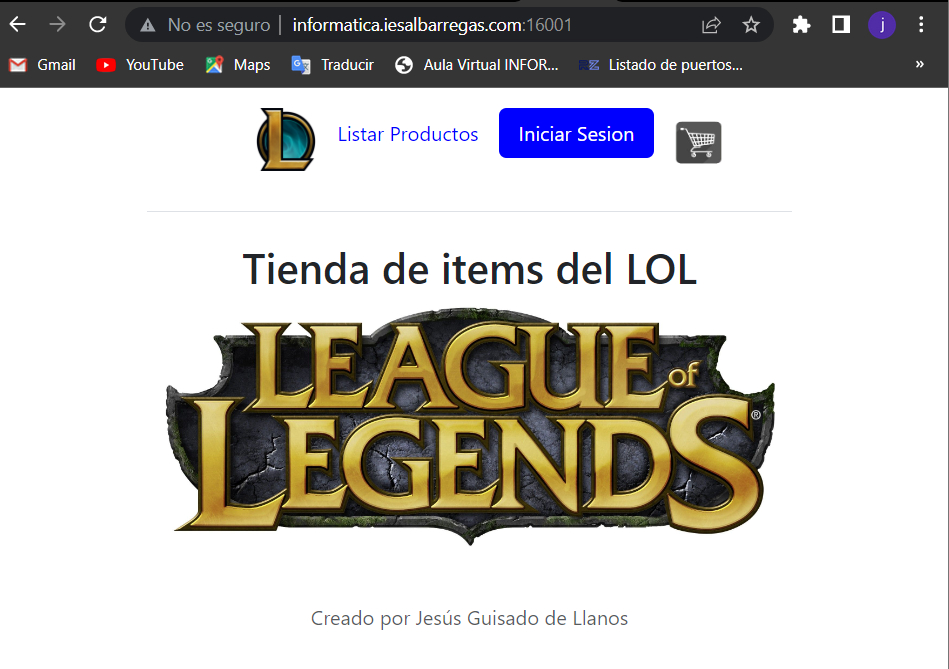 No es seguro | informatica.iesalbarregas.com:16001
Gmail YouTube Maps Traducir Aula Virtual INFOR... RZ Listado de puertos... »
j
L
Listar Productos Iniciar Sesion
Tienda de items del LOL
LEAGUE of
LEGENDS®
Creado por Jesús Guisado de Llanos